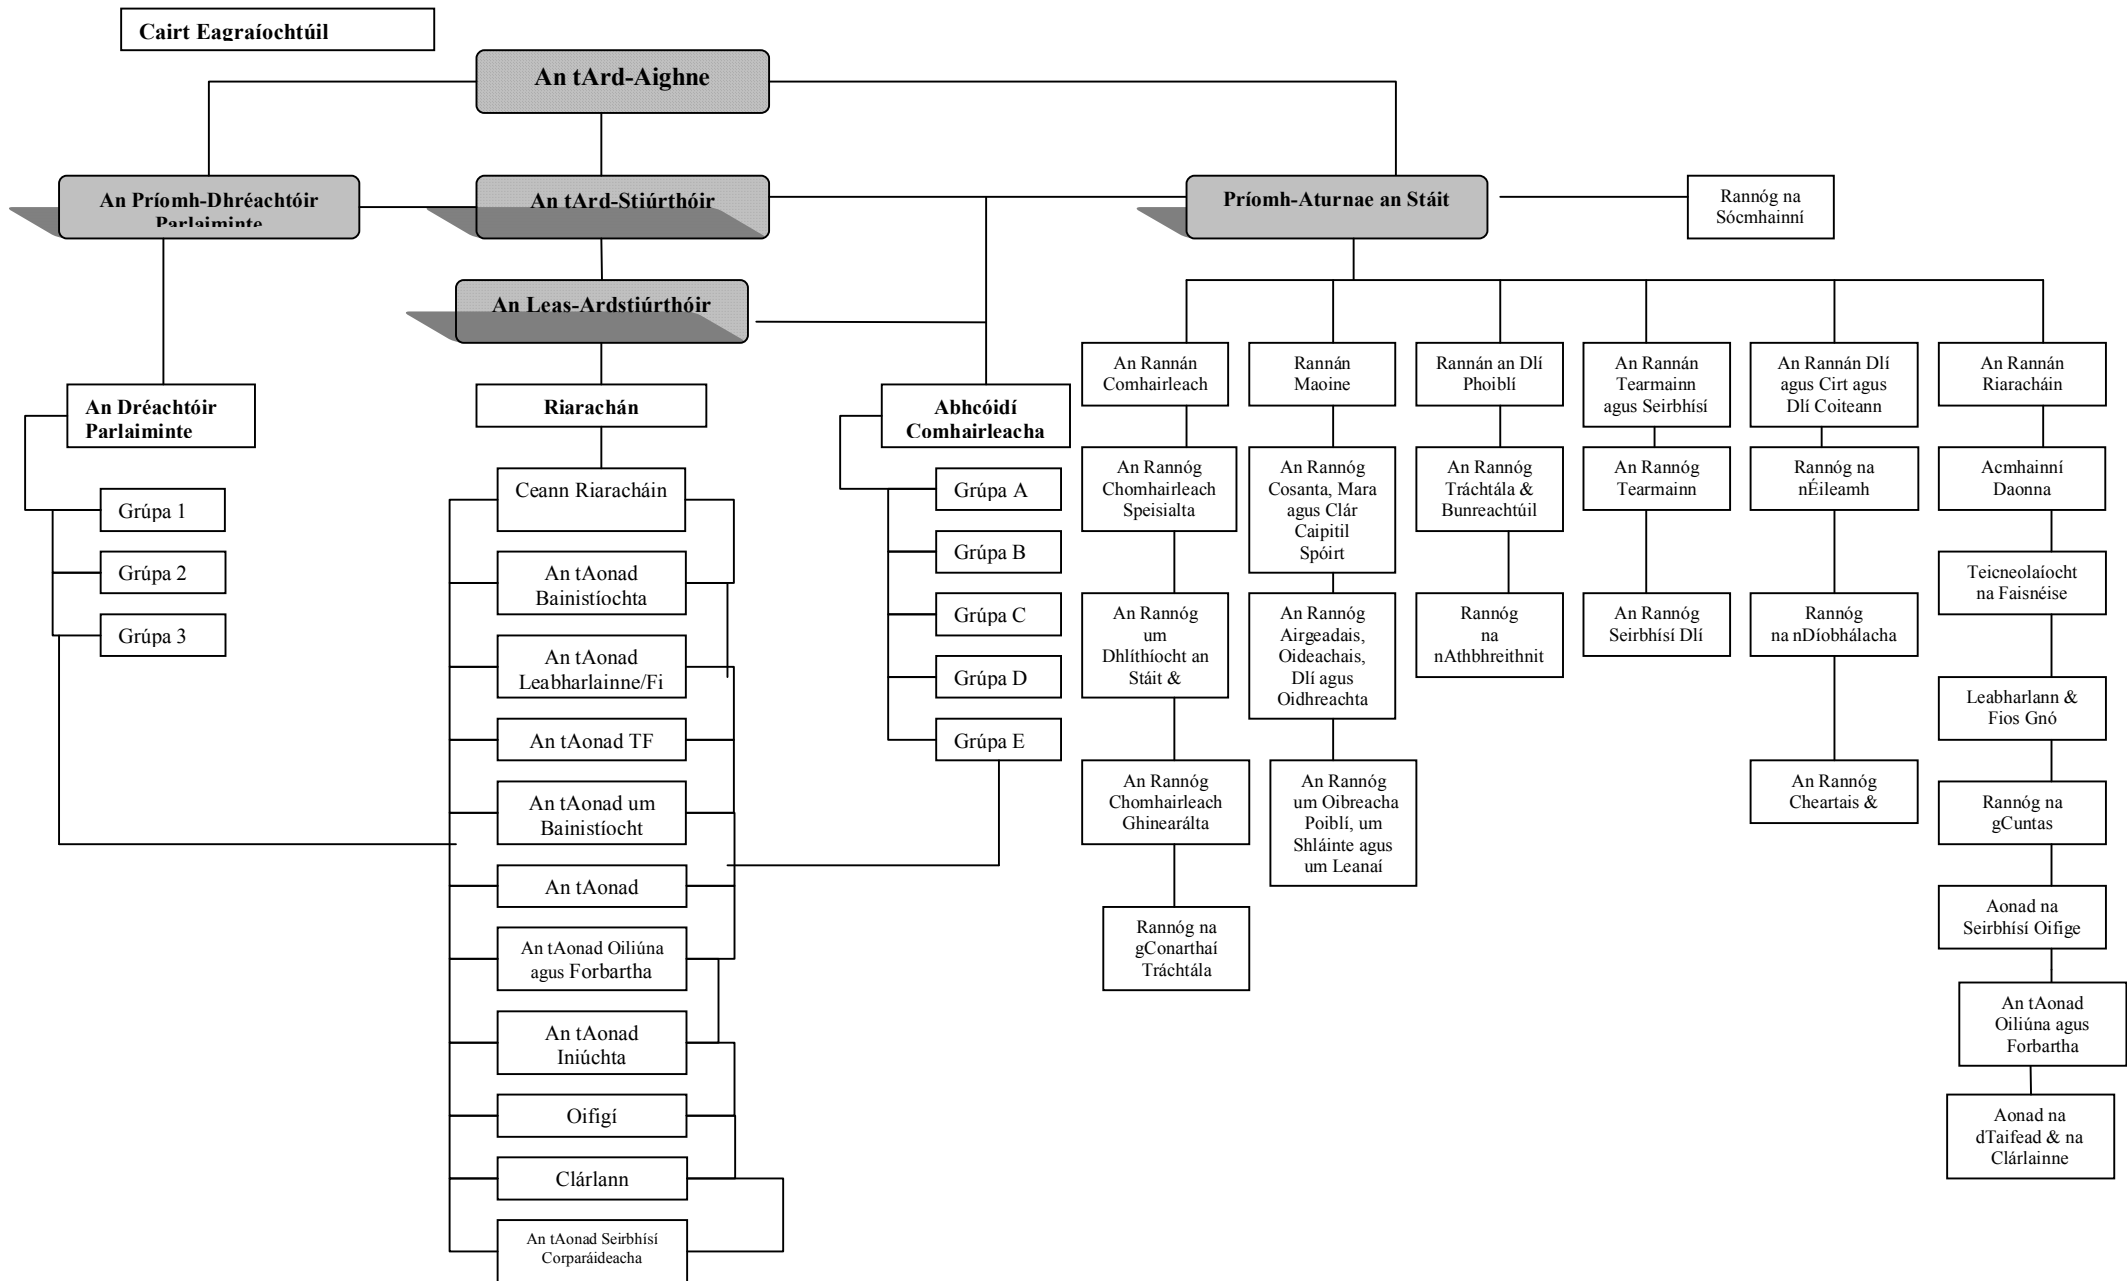 Cairt Eagraíochtúil
An tArd-Aighne
An Príomh-Dhréachtóir
Parlaiminte
An tArd-Stiúrthóir
Príomh-Aturnae an Stáit
Rannóg na
Sócmhainní
An Leas-Ardstiúrthóir
An Dréachtóir
Parlaiminte
Grúpa 1
Grúpa 2
Grúpa 3
Riarachán
Ceann Riaracháin
An tAonad
Bainistíochta
An tAonad
Leabharlainne/Fi
An tAonad TF
An tAonad um
Bainistíocht
An tAonad
An tAonad Oiliúna
agus Forbartha
An tAonad
Iniúchta
Oifigí
Clárlann
An tAonad Seirbhísí
Corparáideacha
Abhcóidí
Comhairleacha
Grúpa A
Grúpa B
Grúpa C
Grúpa D
Grúpa E
An Rannán
Comhairleach
An Rannóg
Chomhairleach
Speisialta
An Rannóg
um
Dhlíthíocht an
Stáit &
An Rannóg
Chomhairleach
Ghinearálta
Rannóg na
gConarthaí
Tráchtála
Rannán
Maoine
An Rannóg
Cosanta, Mara
agus Clár
Caipitil
Spóirt
An Rannóg
Airgeadais,
Oideachais,
Dlí agus
Oidhreachta
An Rannóg
um Oibreacha
Poiblí, um
Shláinte agus
um Leanaí
Rannán an Dlí
Phoiblí
An Rannóg
Tráchtála &
Bunreachtúil
Rannóg
na
nAthbhreithnit
An Rannán
Tearmainn
agus Seirbhísí
An Rannóg
Tearmainn
An Rannóg
Seirbhísí Dlí
An Rannán Dlí
agus Cirt agus
Dlí Coiteann
Rannóg na
nÉileamh
Rannóg
na nDíobhálacha
An Rannóg
Cheartais &
An Rannán
Riaracháin
Acmhainní
Daonna
Teicneolaíocht
na Faisnéise
Leabharlann &
Fios Gnó
Rannóg na
gCuntas
Aonad na
Seirbhísí Oifige
An tAonad
Oiliúna agus
Forbartha
Aonad na
dTaifead & na
Clárlainne